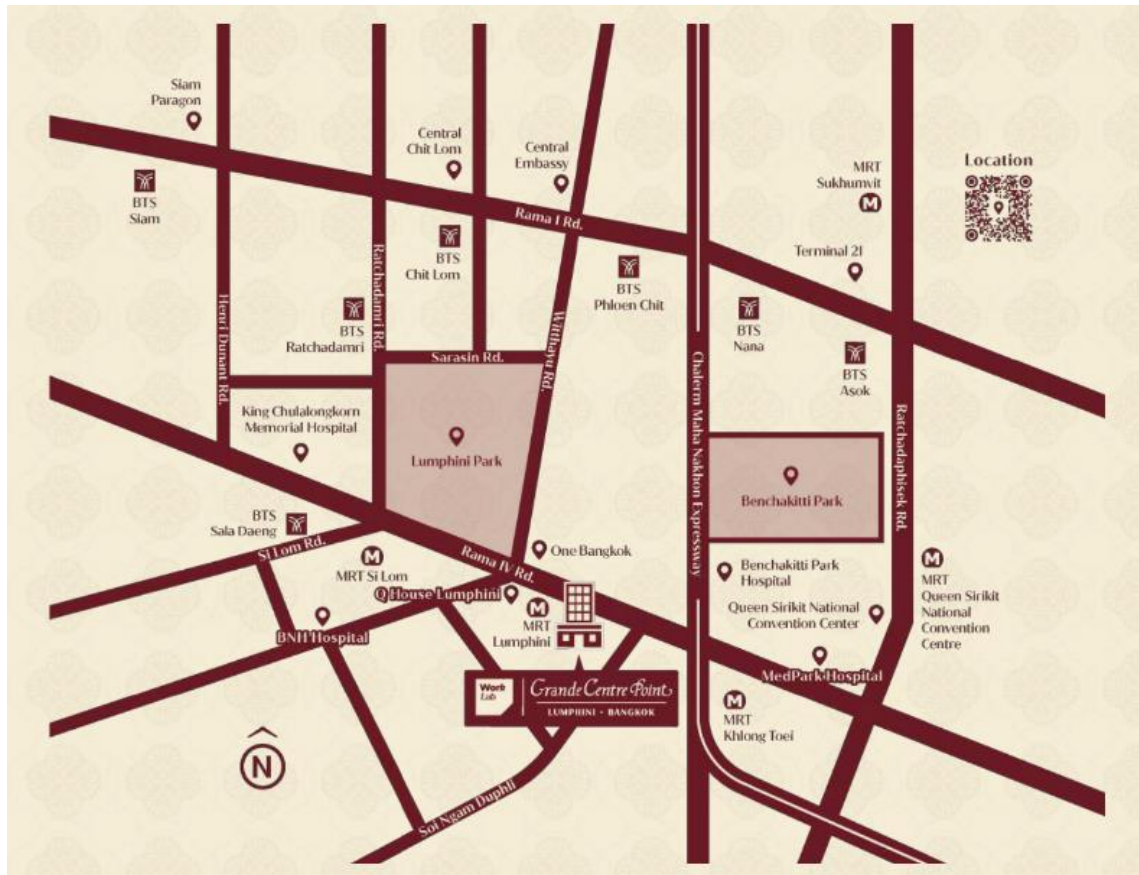 Siam
Paragon
Central
Chit Lom
Central
Embassy
MRT
Sukhumvit
M
Location
BTS
Siam
Rama I Rd.
Terminal 21
BTS
Chit Lom
BTS
Phloen Chit
Ratchadamri Rd.
Henri Dunant Rd.
BTS
Ratchadamri
Witthayu Rd.
BTS
Nana
Sarasin Rd.
BTS
Asok
Chalerm Maha Nakhon Expressway
Ratchadaphisek Rd.
King Chulalongkorn
Memorial Hospital
Lumphini Park
Benchakitti Park
BTS
Sala Daeng
Si Lom Rd.
M
MRT Si Lom
Rama IV Rd.
One Bangkok
Benchakitti Park
Hospital
M
MRT
Queen Sirikit
National
Convention
Centre
Q House Lumphini
M
MRT
Lumphini
Queen Sirikit National
Convention Center
BNH Hospital
MedPark Hospital
Work
Lab
Grande Centre Point
LUMPHINI • BANGKOK
M
MRT
Khlong Toei
N
Soi Ngam Duphli